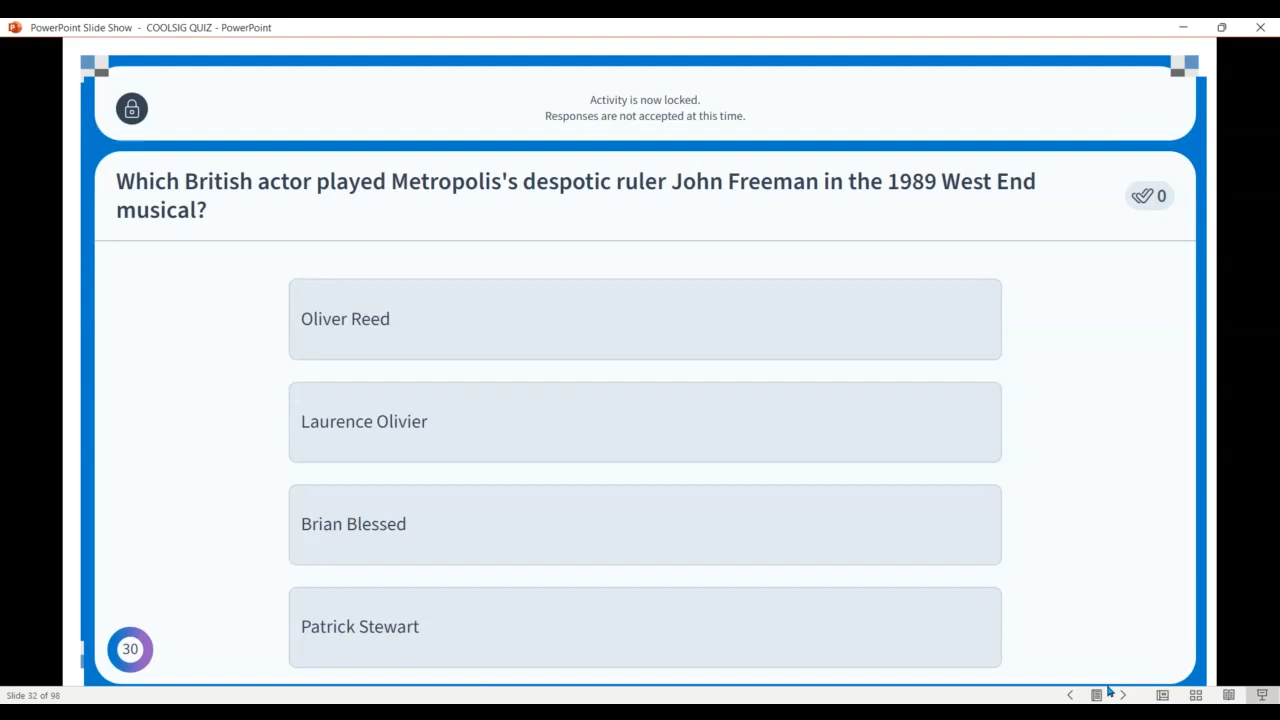 PowerPoint Slide Show - COOLSIG QUIZ - PowerPoint
Activity is now locked.
Responses are not accepted at this time.
Which British actor played Metropolis's despotic ruler John Freeman in the 1989 West End
musical?
0
Oliver Reed
Laurence Olivier
Brian Blessed
Patrick Stewart
30
Slide 32 of 98